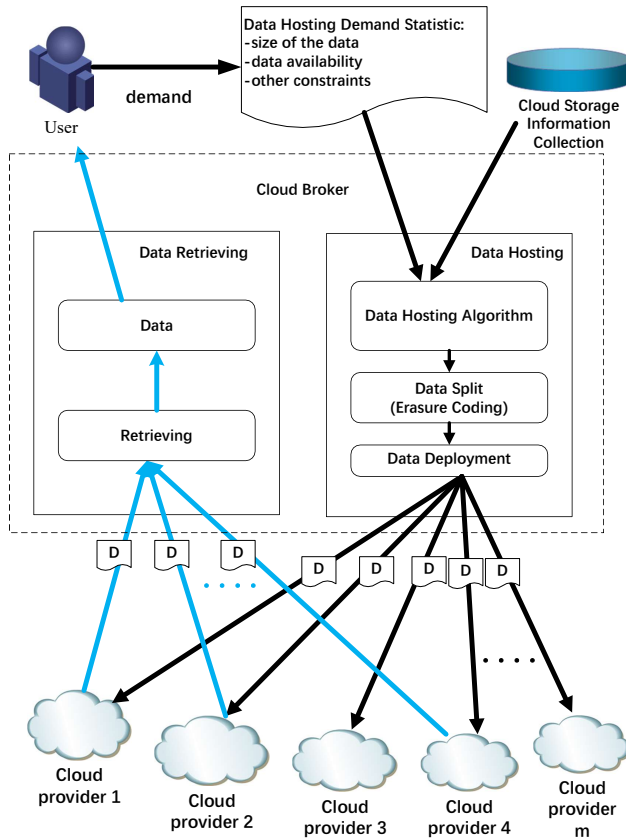 Data Hosting Demand Statistic:
-size of the data
-data availability
-other constraints
demand
User
Cloud Storage
Information
Collection
Cloud Broker
Data Retrieving
Data Hosting
Data
Data Hosting Algorithm
Data Split
(Erasure Coding)
Retrieving
Data Deployment
D
D
D
D
D
D
D
D
. . . .
. . . .
Cloud
provider 1
Cloud
provider 2
Cloud
provider 3
Cloud
provider 4
Cloud
provider
m